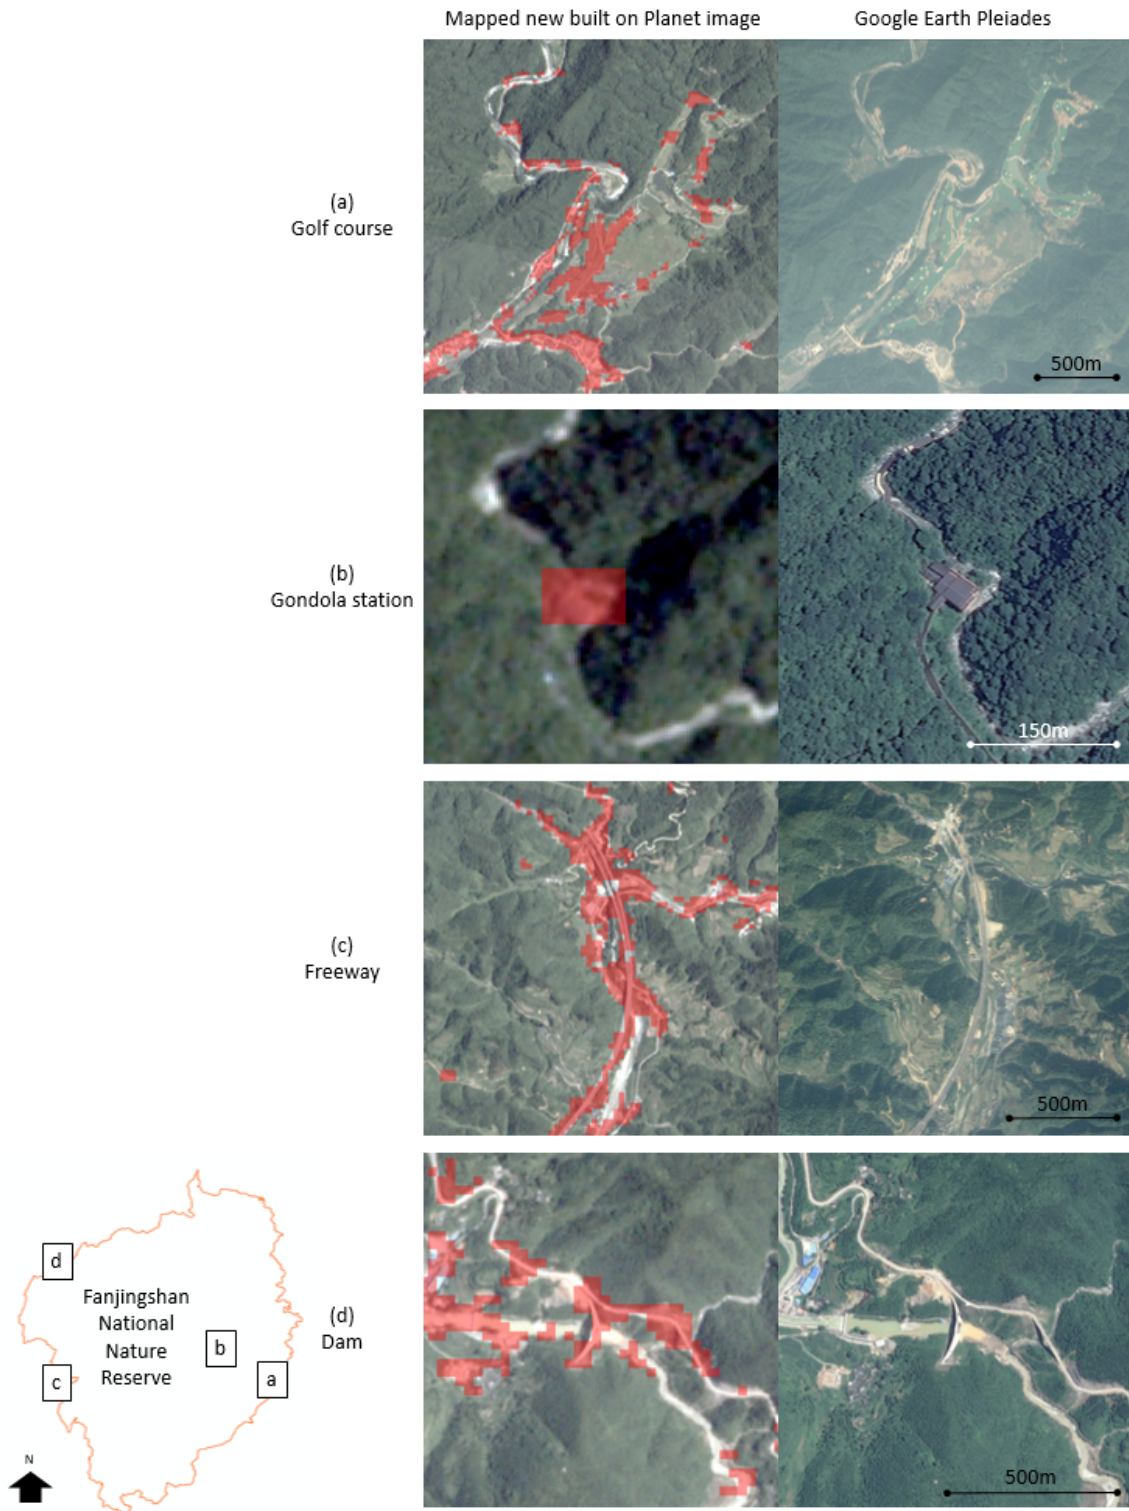 Mapped new built on Planet image
Google Earth Pleiades
(a)
Golf course
500m
(b)
Gondola station
150m
(c)
Freeway
500m
d
Fanjingshan
National
Nature
Reserve
b
c
a
N
(d)
Dam
500m